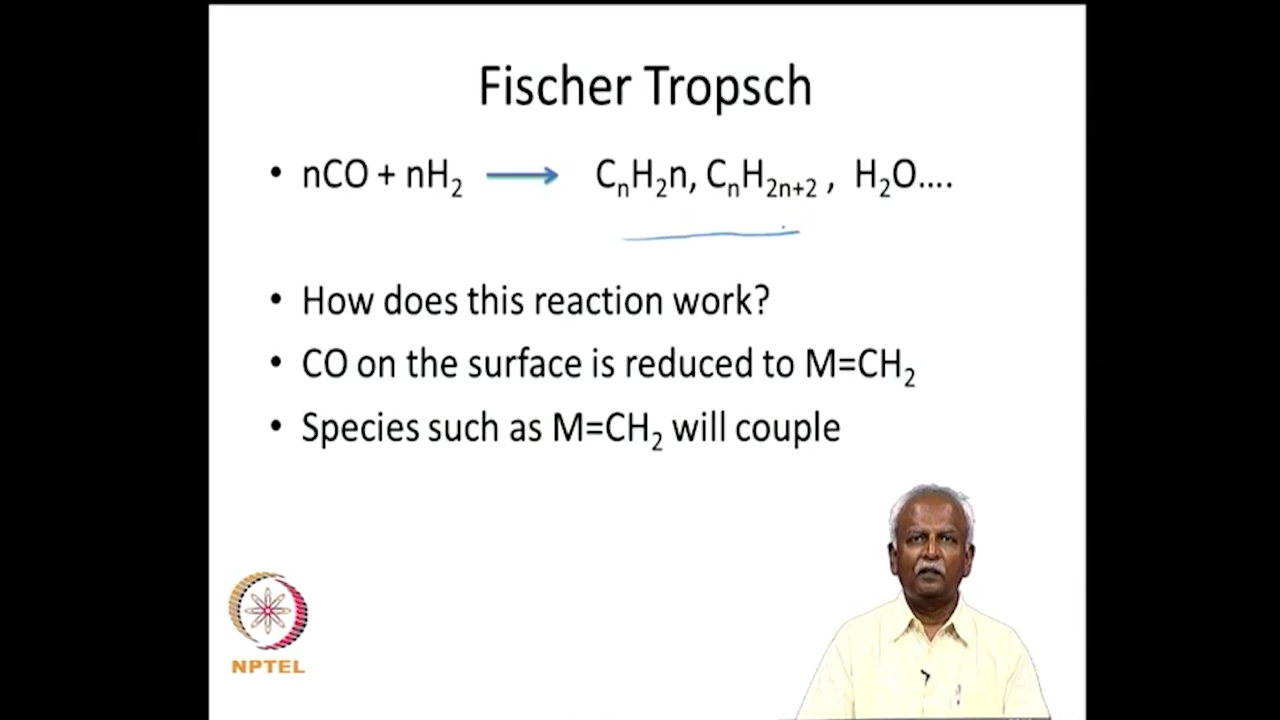 Fischer Tropsch
• nCO + nH₂ ⟶ CₙH₂n, CₙH₂ₙ₊₂ , H₂O....
• How does this reaction work?
• CO on the surface is reduced to M=CH₂
• Species such as M=CH₂ will couple
NPTEL